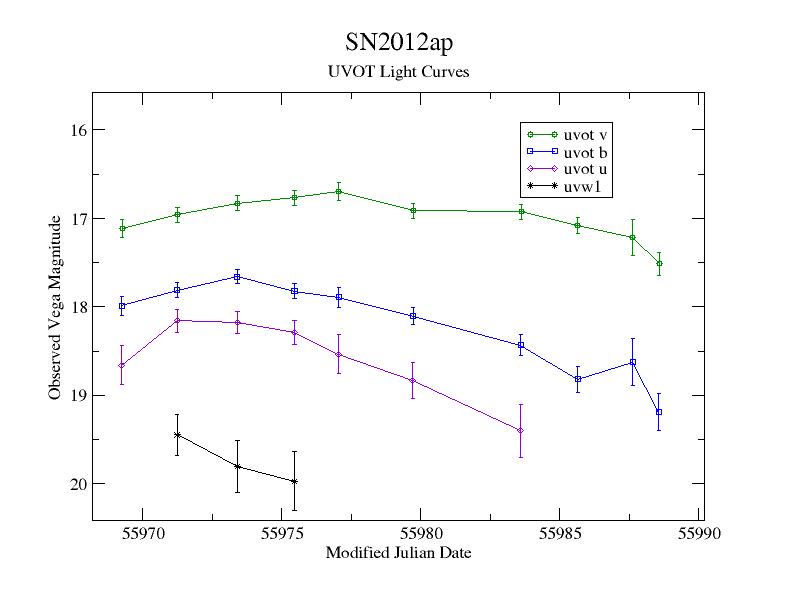 SN2012ap
UVOT Light Curves
uvot v
uvot b
uvot u
uvw1
16
17
18
19
20
Observed Vega Magnitude
55970 55975 55980 55985 55990
Modified Julian Date